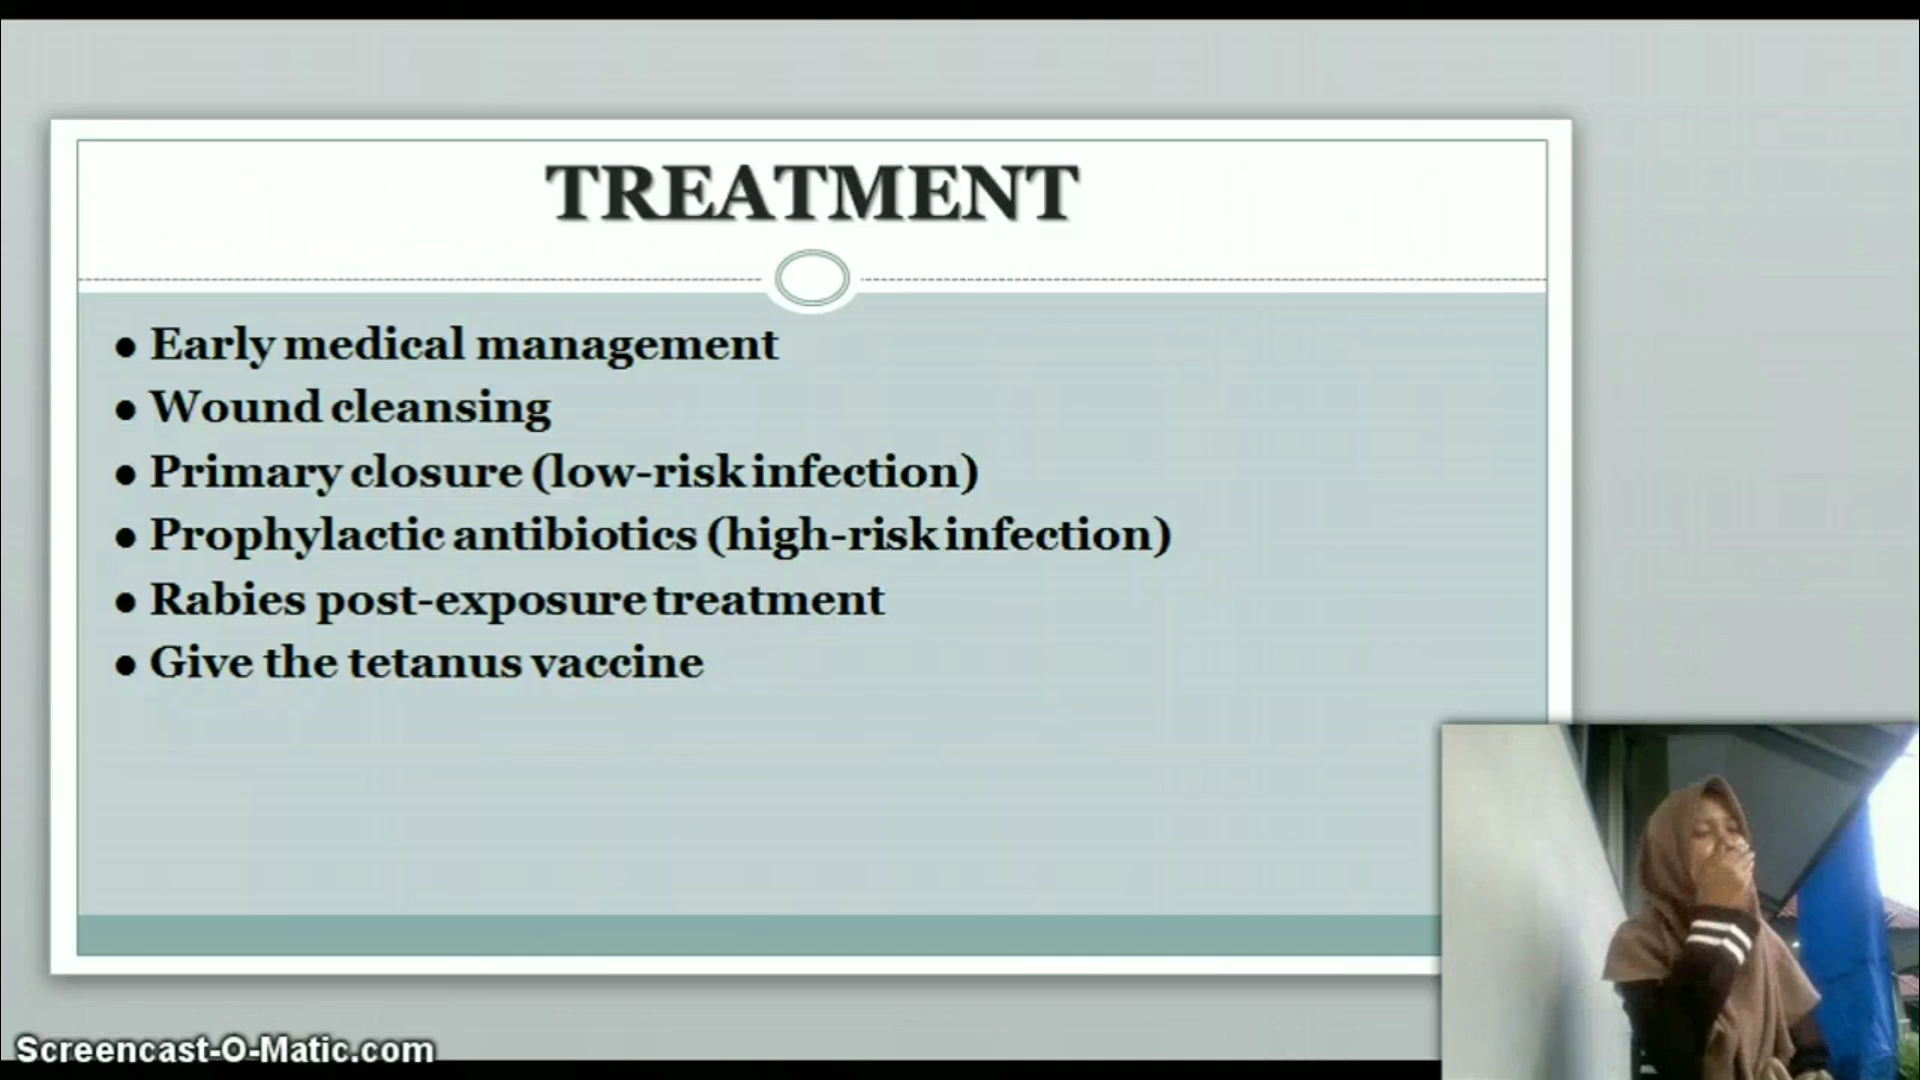 TREATMENT
● Early medical management
● Wound cleansing
● Primary closure (low-risk infection)
● Prophylactic antibiotics (high-risk infection)
● Rabies post-exposure treatment
● Give the tetanus vaccine
Screencast-O-Matic.com